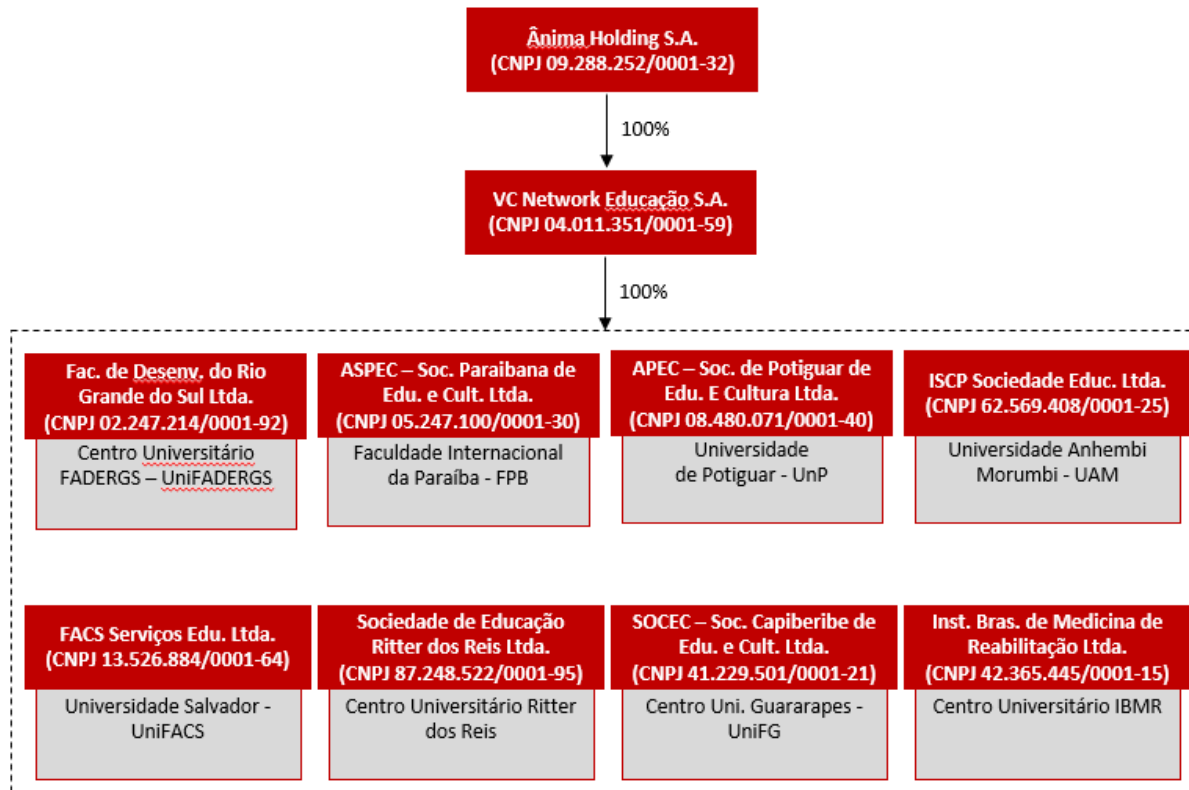 Ânima Holding S.A.
(CNPJ 09.288.252/0001-32)
100%
VC Network Educação S.A.
(CNPJ 04.011.351/0001-59)
100%
Fac. de Desenv. do Rio
Grande do Sul Ltda.
(CNPJ 02.247.214/0001-92)
Centro Universitário
FADERGS – UniFADERGS
ASPEC – Soc. Paraibana de
Edu. e Cult. Ltda.
(CNPJ 05.247.100/0001-30)
Faculdade Internacional
da Paraíba - FPB
APEC – Soc. de Potiguar de
Edu. E Cultura Ltda.
(CNPJ 08.480.071/0001-40)
Universidade
de Potiguar - UnP
ISCP Sociedade Educ. Ltda.
(CNPJ 62.569.408/0001-25)
Universidade Anhembi
Morumbi - UAM
FACS Serviços Edu. Ltda.
(CNPJ 13.526.884/0001-64)
Universidade Salvador -
UniFACS
Sociedade de Educação
Ritter dos Reis Ltda.
(CNPJ 87.248.522/0001-95)
Centro Universitário Ritter
dos Reis
SOCEC – Soc. Capiberibe de
Edu. e Cult. Ltda.
(CNPJ 41.229.501/0001-21)
Centro Uni. Guararapes -
UniFG
Inst. Bras. de Medicina de
Reabilitação Ltda.
(CNPJ 42.365.445/0001-15)
Centro Universitário IBMR